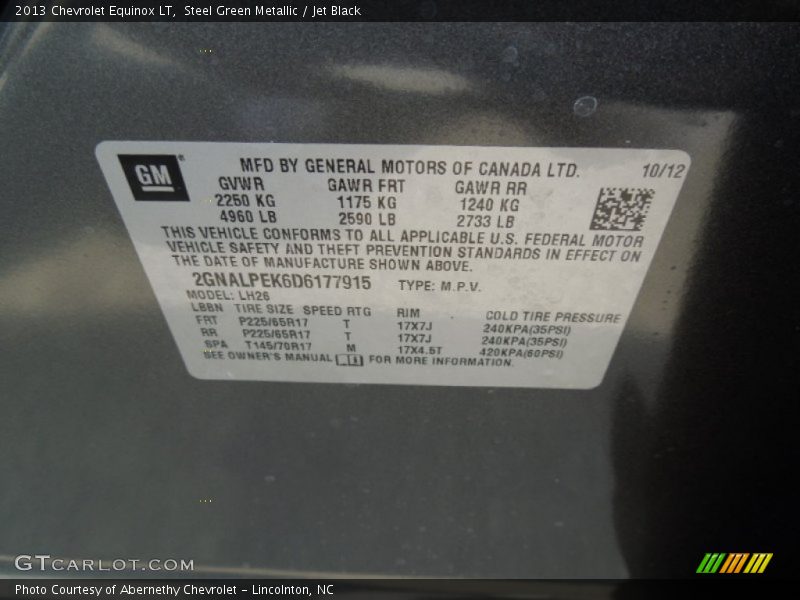 2013 Chevrolet Equinox LT, Steel Green Metallic / Jet Black
GM
MFD BY GENERAL MOTORS OF CANADA LTD. 10/12
GVWR GAWR FRT GAWR RR
2250 KG 1175 KG 1240 KG
4960 LB 2590 LB 2733 LB
THIS VEHICLE CONFORMS TO ALL APPLICABLE U.S. FEDERAL MOTOR
VEHICLE SAFETY AND THEFT PREVENTION STANDARDS IN EFFECT ON
THE DATE OF MANUFACTURE SHOWN ABOVE.
2GNALPEK6D6177915 TYPE: M.P.V.
MODEL: LH26
LBBN TIRE SIZE SPEED RTG RIM COLD TIRE PRESSURE
FRT P225/65R17 T 17X7J 240KPA(35PSI)
RR P225/65R17 T 17X7J 240KPA(35PSI)
SPA T145/70R17 M 17X4.5T 420KPA(60PSI)
SEE OWNER'S MANUAL FOR MORE INFORMATION.
GTCARLOT.COM
Photo Courtesy of Abernethy Chevrolet - Lincolnton, NC